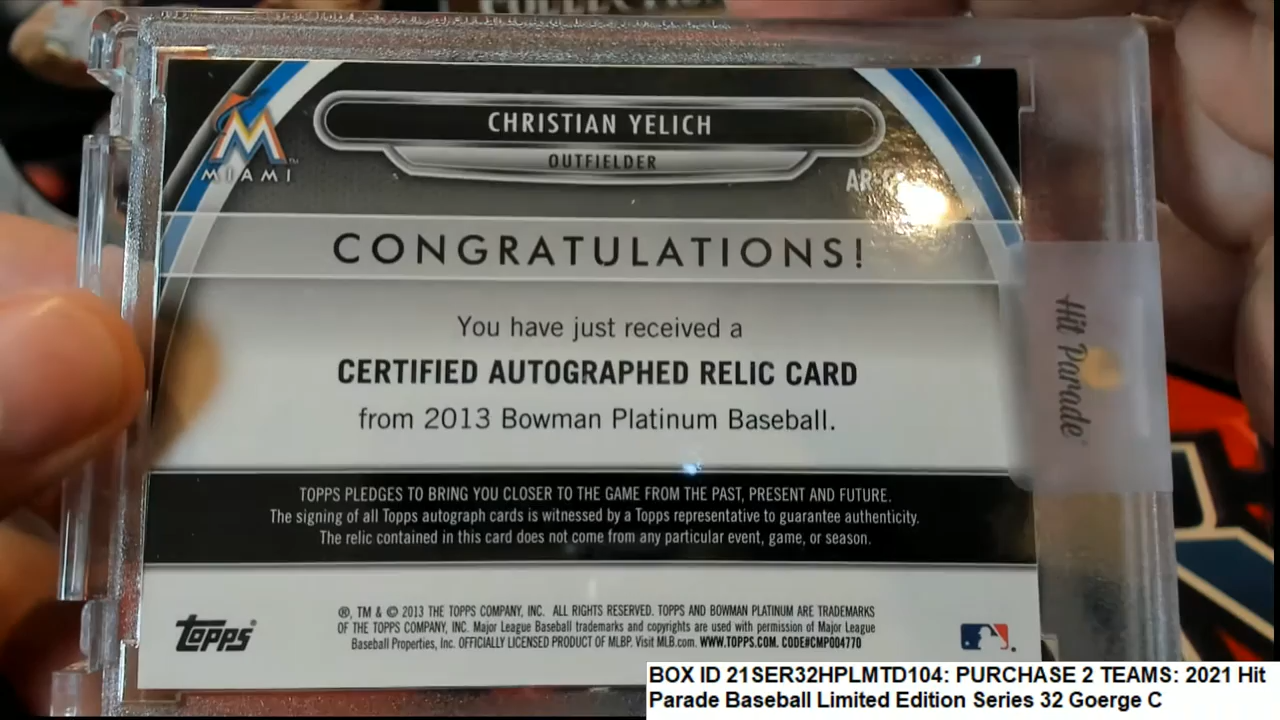 CHRISTIAN YELICH
OUTFIELDER
MIAMI
CONGRATULATIONS!
You have just received a
CERTIFIED AUTOGRAPHED RELIC CARD
from 2013 Bowman Platinum Baseball.
Hit Parade
TOPPS PLEDGES TO BRING YOU CLOSER TO THE GAME FROM THE PAST, PRESENT AND FUTURE.
The signing of all Topps autograph cards is witnessed by a Topps representative to guarantee authenticity.
The relic contained in this card does not come from any particular event, game, or season.
topps
®, TM & © 2013 THE TOPPS COMPANY, INC. ALL RIGHTS RESERVED. TOPPS AND BOWMAN PLATINUM ARE TRADEMARKS
OF THE TOPPS COMPANY, INC. Major League Baseball trademarks and copyrights are used with permission of Major League
Baseball Properties, Inc. OFFICIALLY LICENSED PRODUCT OF MLBP. Visit MLB.com. WWW.TOPPS.COM. CODE#CMP004770
BOX ID 21SER32HPLMTD104: PURCHASE 2 TEAMS: 2021 Hit
Parade Baseball Limited Edition Series 32 Goerge C